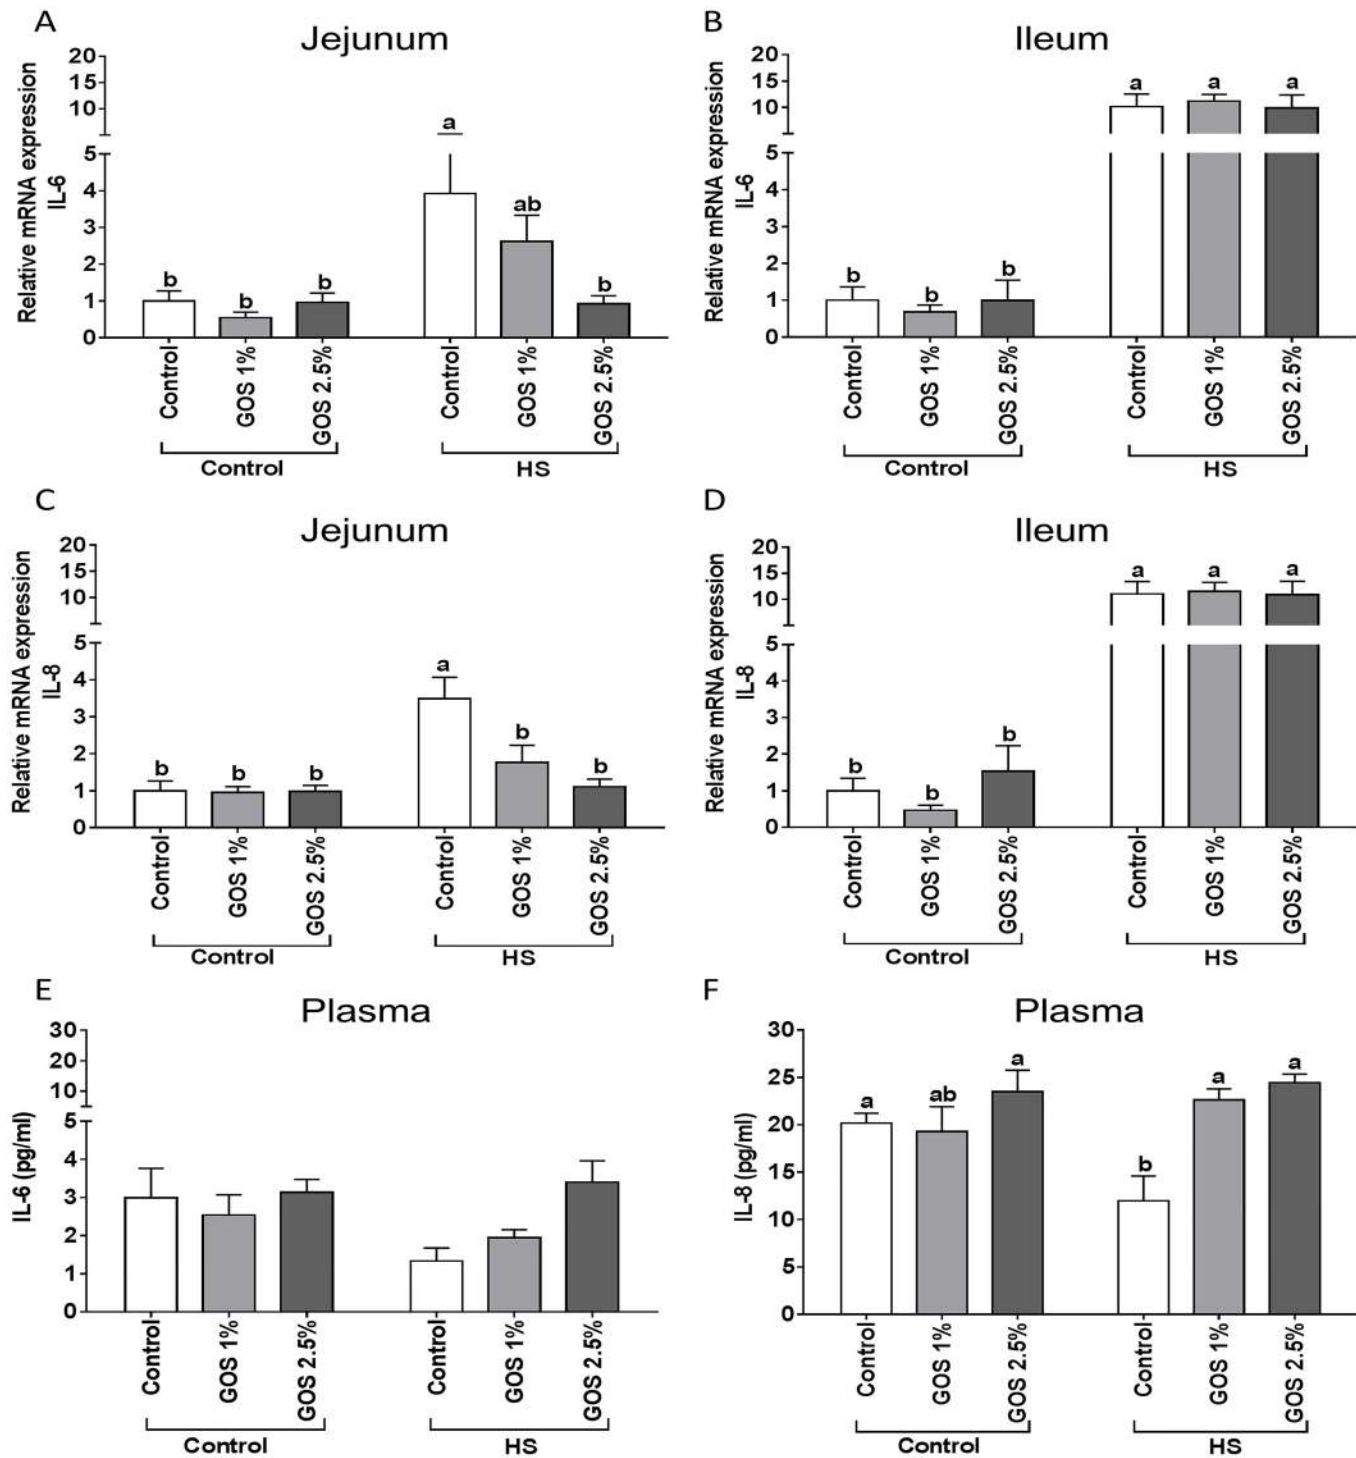 A
Jejunum
Relative mRNA expression
IL-6
20
15
10
5
4
3
2
1
0
b
b
b
a
ab
b
Control
GOS 1%
GOS 2.5%
Control
GOS 1%
GOS 2.5%
Control
HS
B
Ileum
Relative mRNA expression
IL-6
20
15
10
5
4
3
2
1
0
b
b
b
a
a
a
Control
GOS 1%
GOS 2.5%
Control
GOS 1%
GOS 2.5%
Control
HS
C
Jejunum
Relative mRNA expression
IL-8
20
15
10
5
4
3
2
1
0
b
b
b
a
b
b
Control
GOS 1%
GOS 2.5%
Control
GOS 1%
GOS 2.5%
Control
HS
D
Ileum
Relative mRNA expression
IL-8
20
15
10
5
4
3
2
1
0
b
b
b
a
a
a
Control
GOS 1%
GOS 2.5%
Control
GOS 1%
GOS 2.5%
Control
HS
E
Plasma
IL-6 (pg/ml)
30
20
10
5
4
3
2
1
0
Control
GOS 1%
GOS 2.5%
Control
GOS 1%
GOS 2.5%
Control
HS
F
Plasma
IL-8 (pg/ml)
30
25
20
15
10
5
0
a
ab
a
b
a
a
Control
GOS 1%
GOS 2.5%
Control
GOS 1%
GOS 2.5%
Control
HS